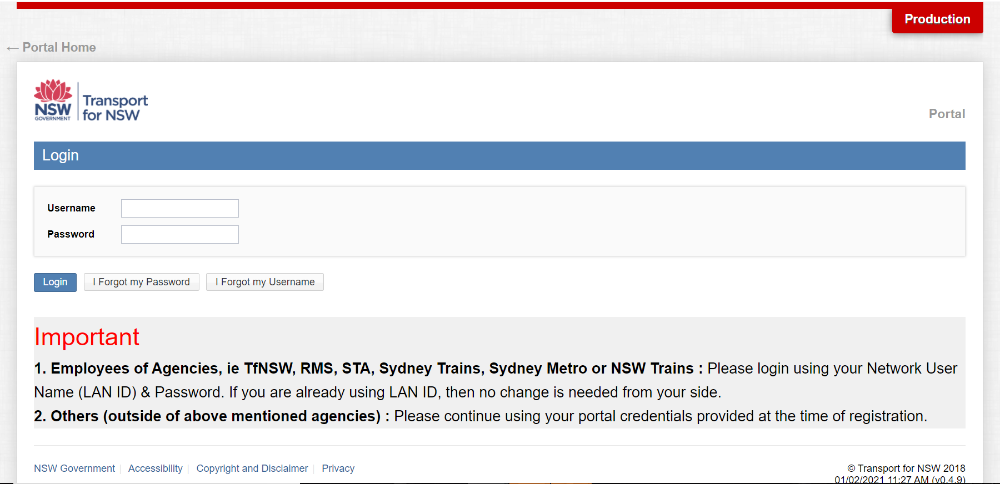 Production
← Portal Home
NSW
GOVERNMENT
Transport
for NSW
Portal
Login
Username
Password
Login I Forgot my Password I Forgot my Username
Important
1. Employees of Agencies, ie TfNSW, RMS, STA, Sydney Trains, Sydney Metro or NSW Trains : Please login using your Network User
Name (LAN ID) & Password. If you are already using LAN ID, then no change is needed from your side.
2. Others (outside of above mentioned agencies) : Please continue using your portal credentials provided at the time of registration.
NSW Government | Accessibility | Copyright and Disclaimer | Privacy
© Transport for NSW 2018
01/02/2021 11:27 AM (v0.4.9)